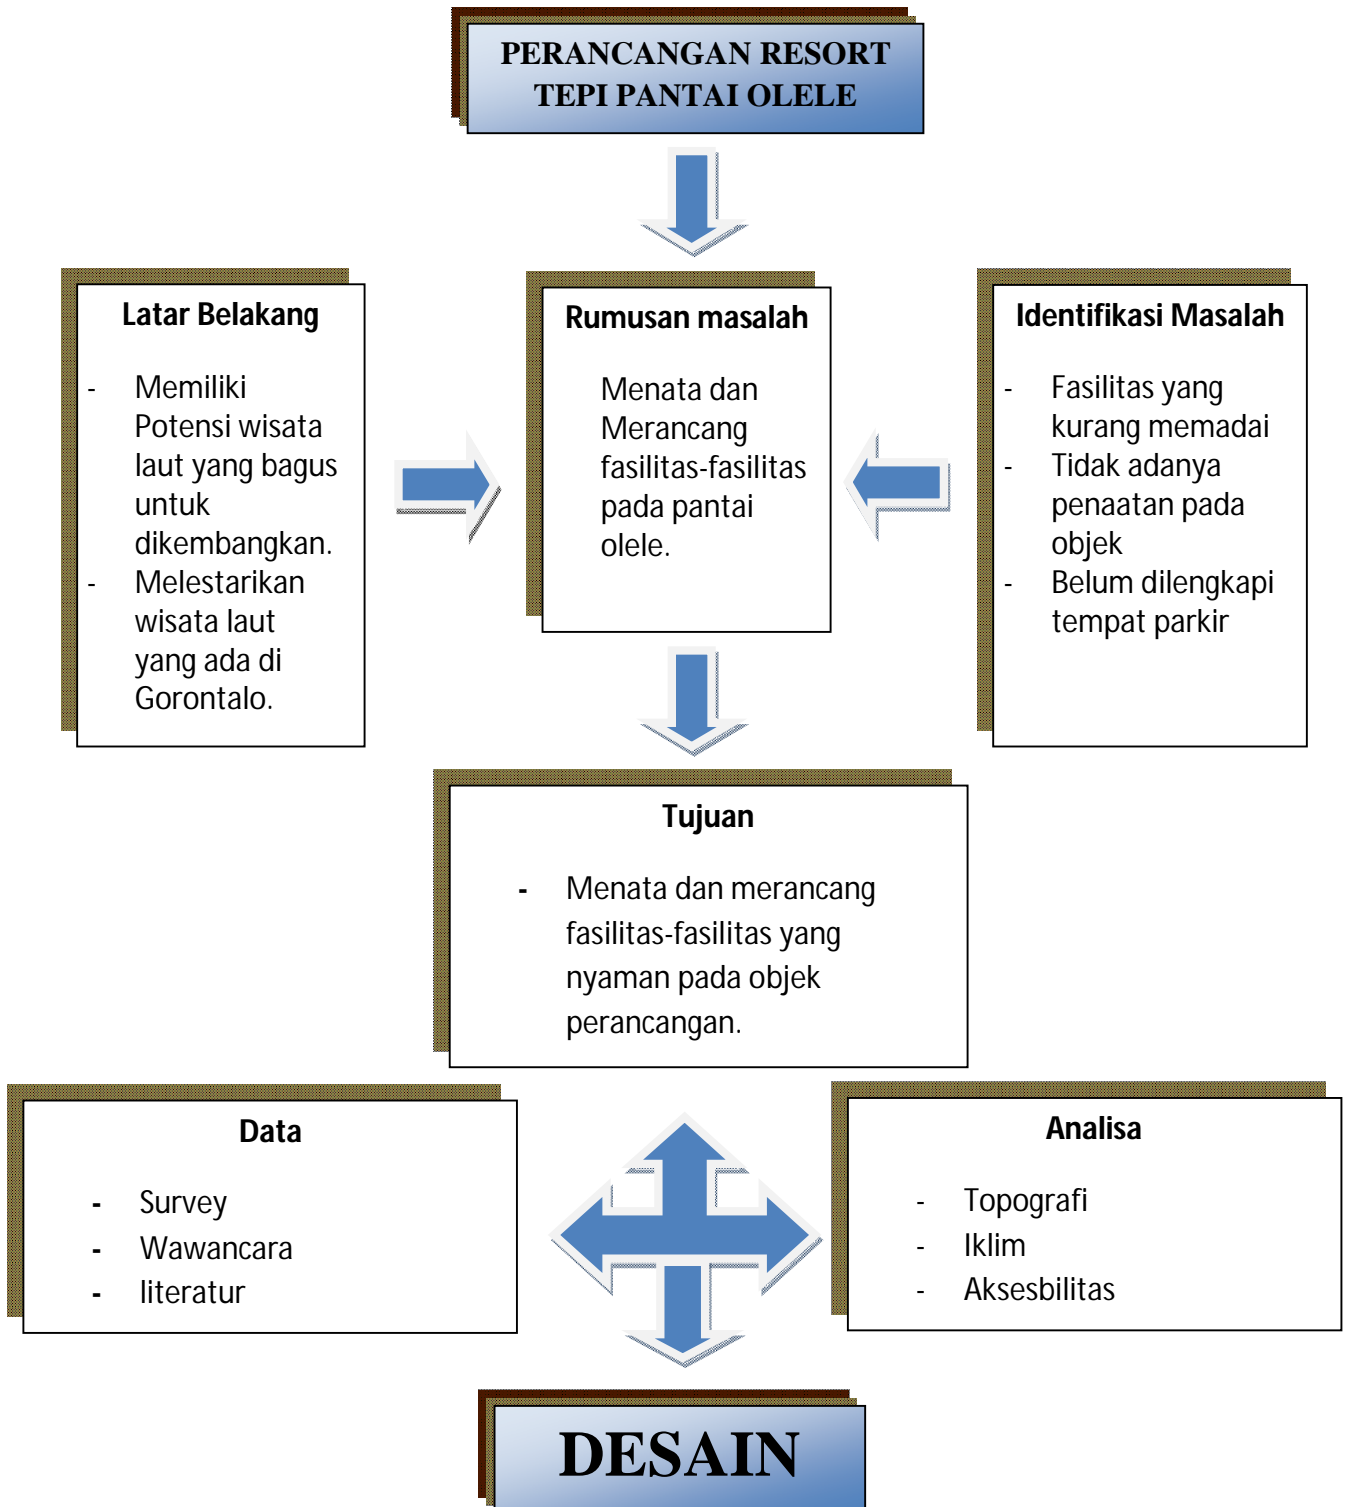 PERANCANGAN RESORT
TEPI PANTAI OLELE
Latar Belakang
- Memiliki
Potensi wisata
laut yang bagus
untuk
dikembangkan.
- Melestarikan
wisata laut
yang ada di
Gorontalo.
Rumusan masalah
Menata dan
Merancang
fasilitas-fasilitas
pada pantai
olele.
Identifikasi Masalah
- Fasilitas yang
kurang memadai
- Tidak adanya
penaatan pada
objek
- Belum dilengkapi
tempat parkir
Tujuan
- Menata dan merancang
fasilitas-fasilitas yang
nyaman pada objek
perancangan.
Data
- Survey
- Wawancara
- literatur
Analisa
- Topografi
- Iklim
- Aksesbilitas
DESAIN